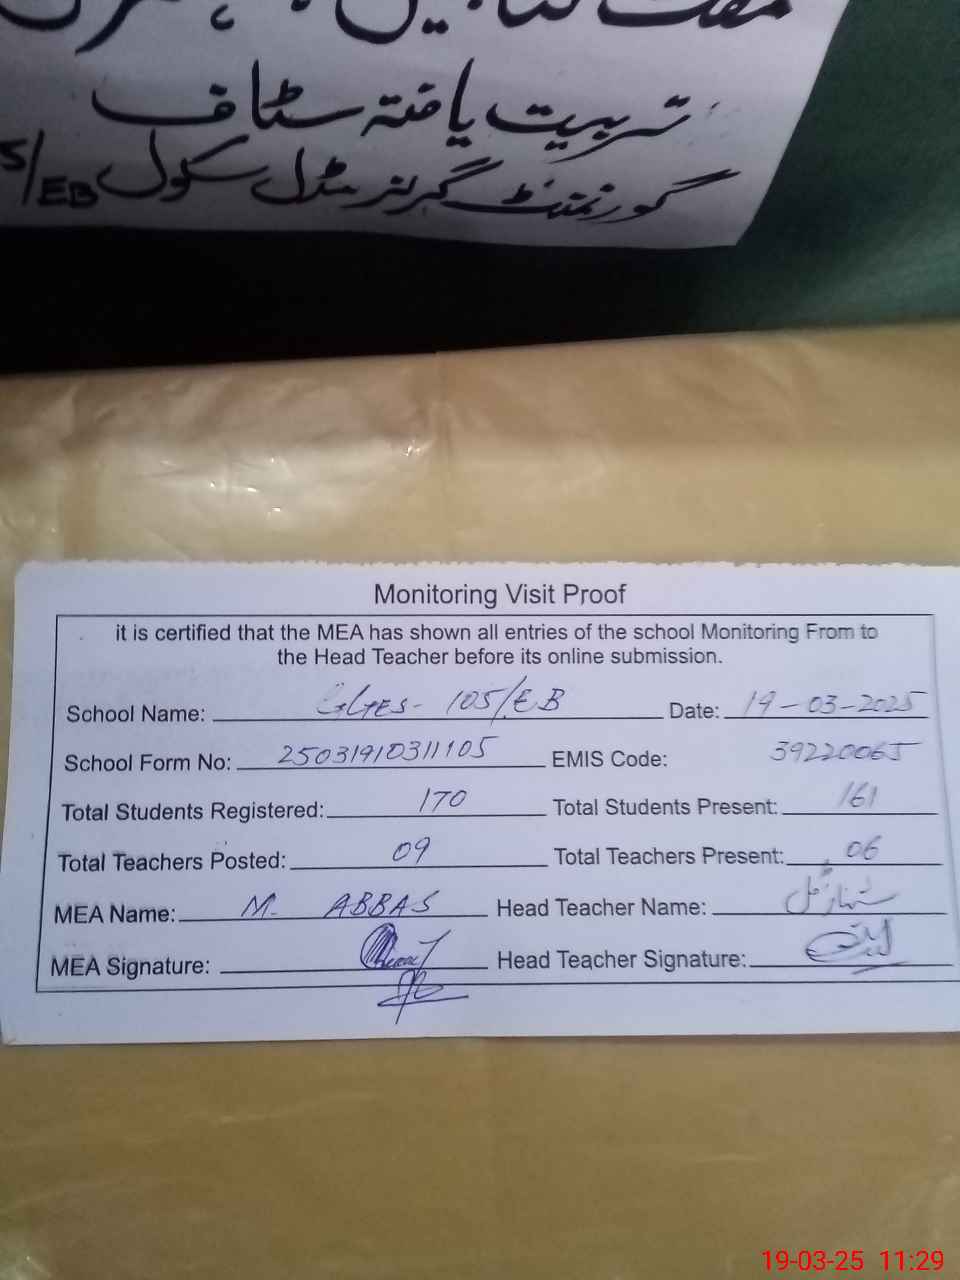 تربیت یافتہ سٹاف
گورنمنٹ گرلز مڈل سکول 5/EB
Monitoring Visit Proof
it is certified that the MEA has shown all entries of the school Monitoring From to
the Head Teacher before its online submission.
School Name: GGES- 105/EB Date: 19-03-2025
School Form No: 25031910311105 EMIS Code: 39220065
Total Students Registered: 170 Total Students Present: 161
Total Teachers Posted: 09 Total Teachers Present: 06
MEA Name: M. ABBAS Head Teacher Name:
MEA Signature: Head Teacher Signature:
19-03-25 11:29